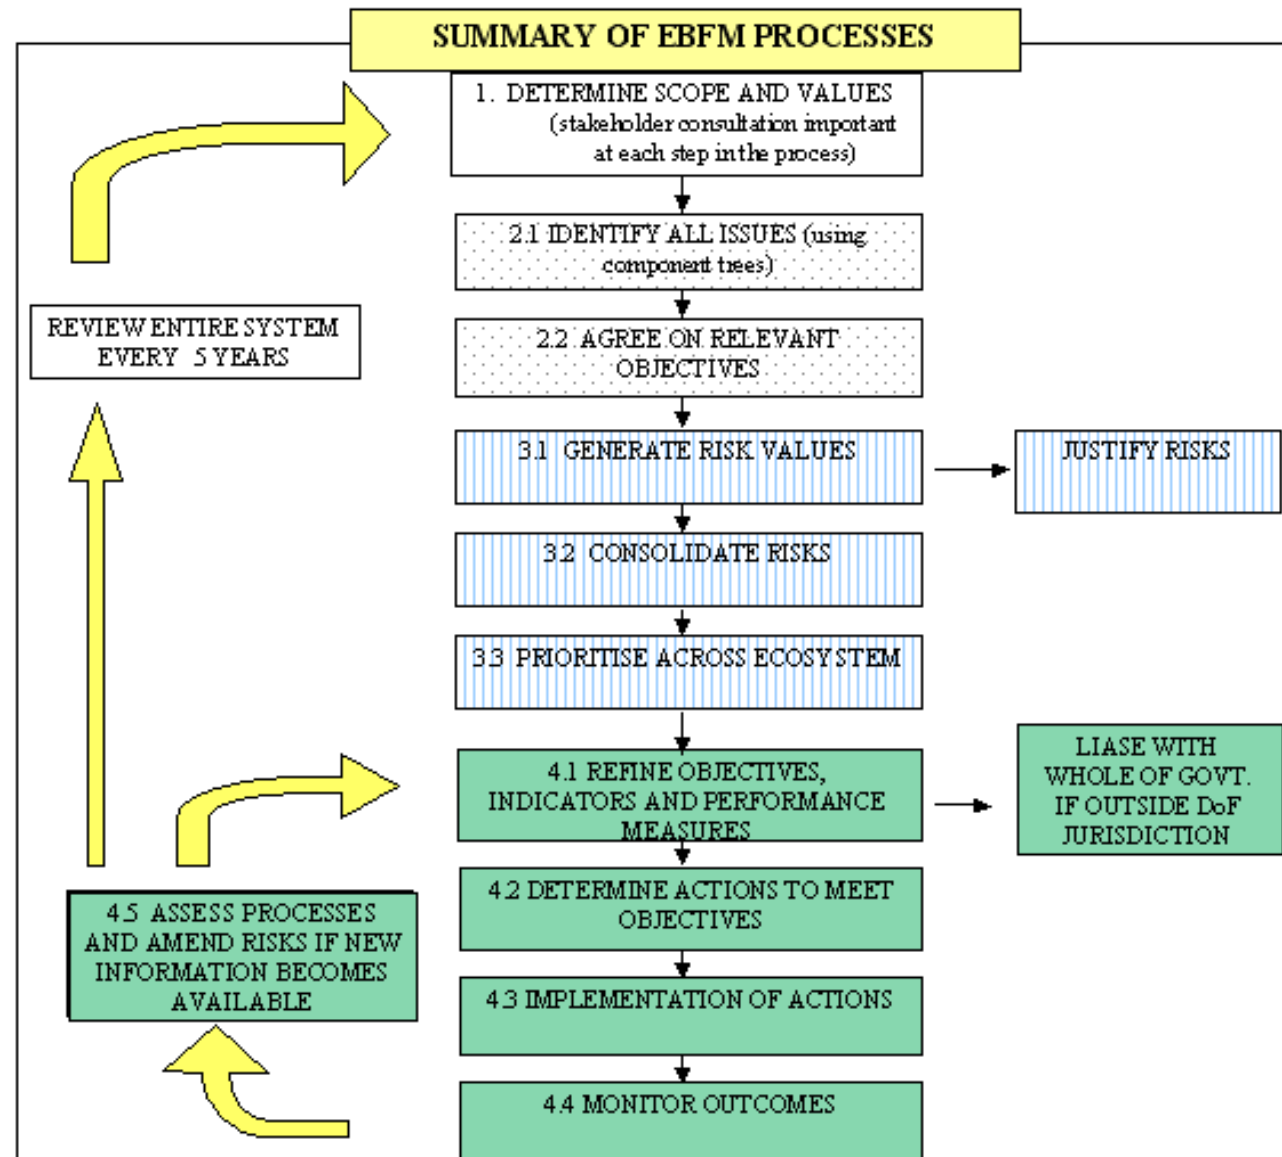 SUMMARY OF EBFM PROCESSES
1. DETERMINE SCOPE AND VALUES
(stakeholder consultation important
at each step in the process)
2.1 IDENTIFY ALL ISSUES (using
component trees)
2.2 AGREE ON RELEVANT
OBJECTIVES
REVIEW ENTIRE SYSTEM
EVERY 5 YEARS
3.1 GENERATE RISK VALUES
JUSTIFY RISKS
3.2 CONSOLIDATE RISKS
3.3 PRIORITISE ACROSS ECOSYSTEM
4.1 REFINE OBJECTIVES,
INDICATORS AND PERFORMANCE
MEASURES
LIASE WITH
WHOLE OF GOVT.
IF OUTSIDE DoF
JURISDICTION
4.2 DETERMINE ACTIONS TO MEET
OBJECTIVES
4.5 ASSESS PROCESSES
AND AMEND RISKS IF NEW
INFORMATION BECOMES
AVAILABLE
4.3 IMPLEMENTATION OF ACTIONS
4.4 MONITOR OUTCOMES